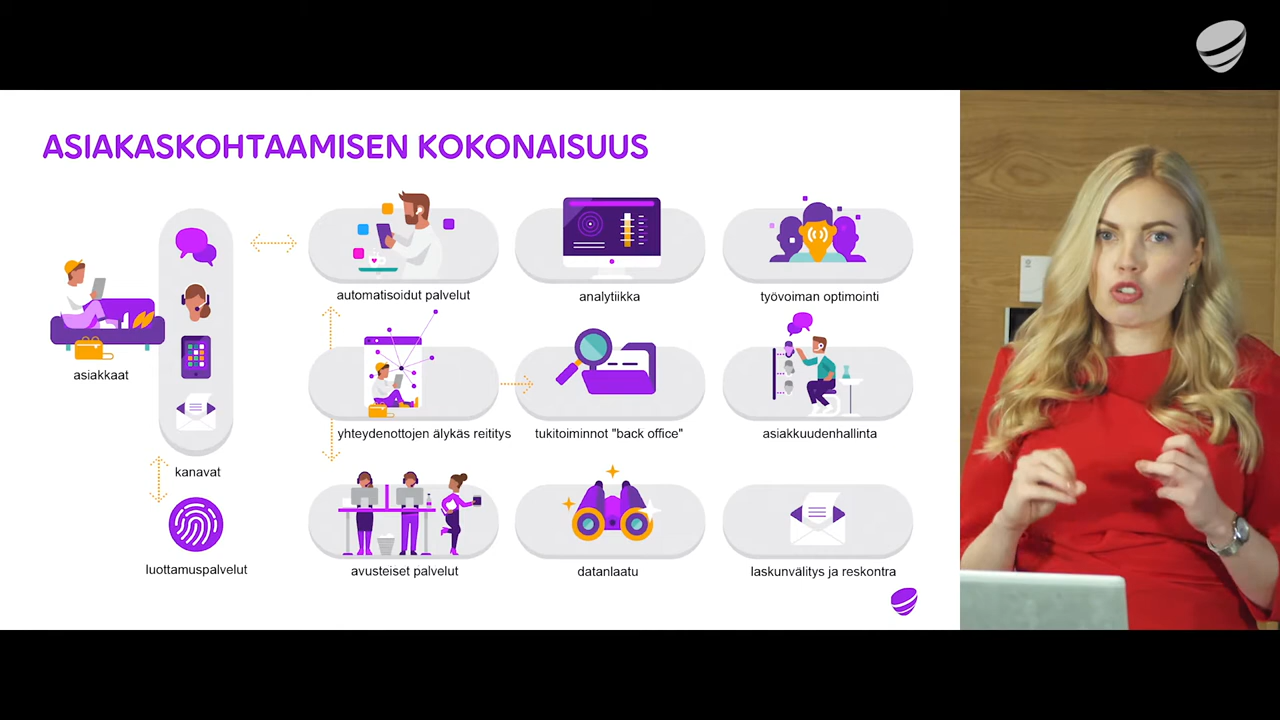 ASIAKASKOHTAAMISEN KOKONAISUUS
asiakkaat
kanavat
luottamuspalvelut
automatisoidut palvelut
analytiikka
työvoiman optimointi
yhteydenottojen älykäs reititys
tukitoiminnot "back office"
asiakkuudenhallinta
avusteiset palvelut
datanlaatu
laskunvälitys ja reskontra